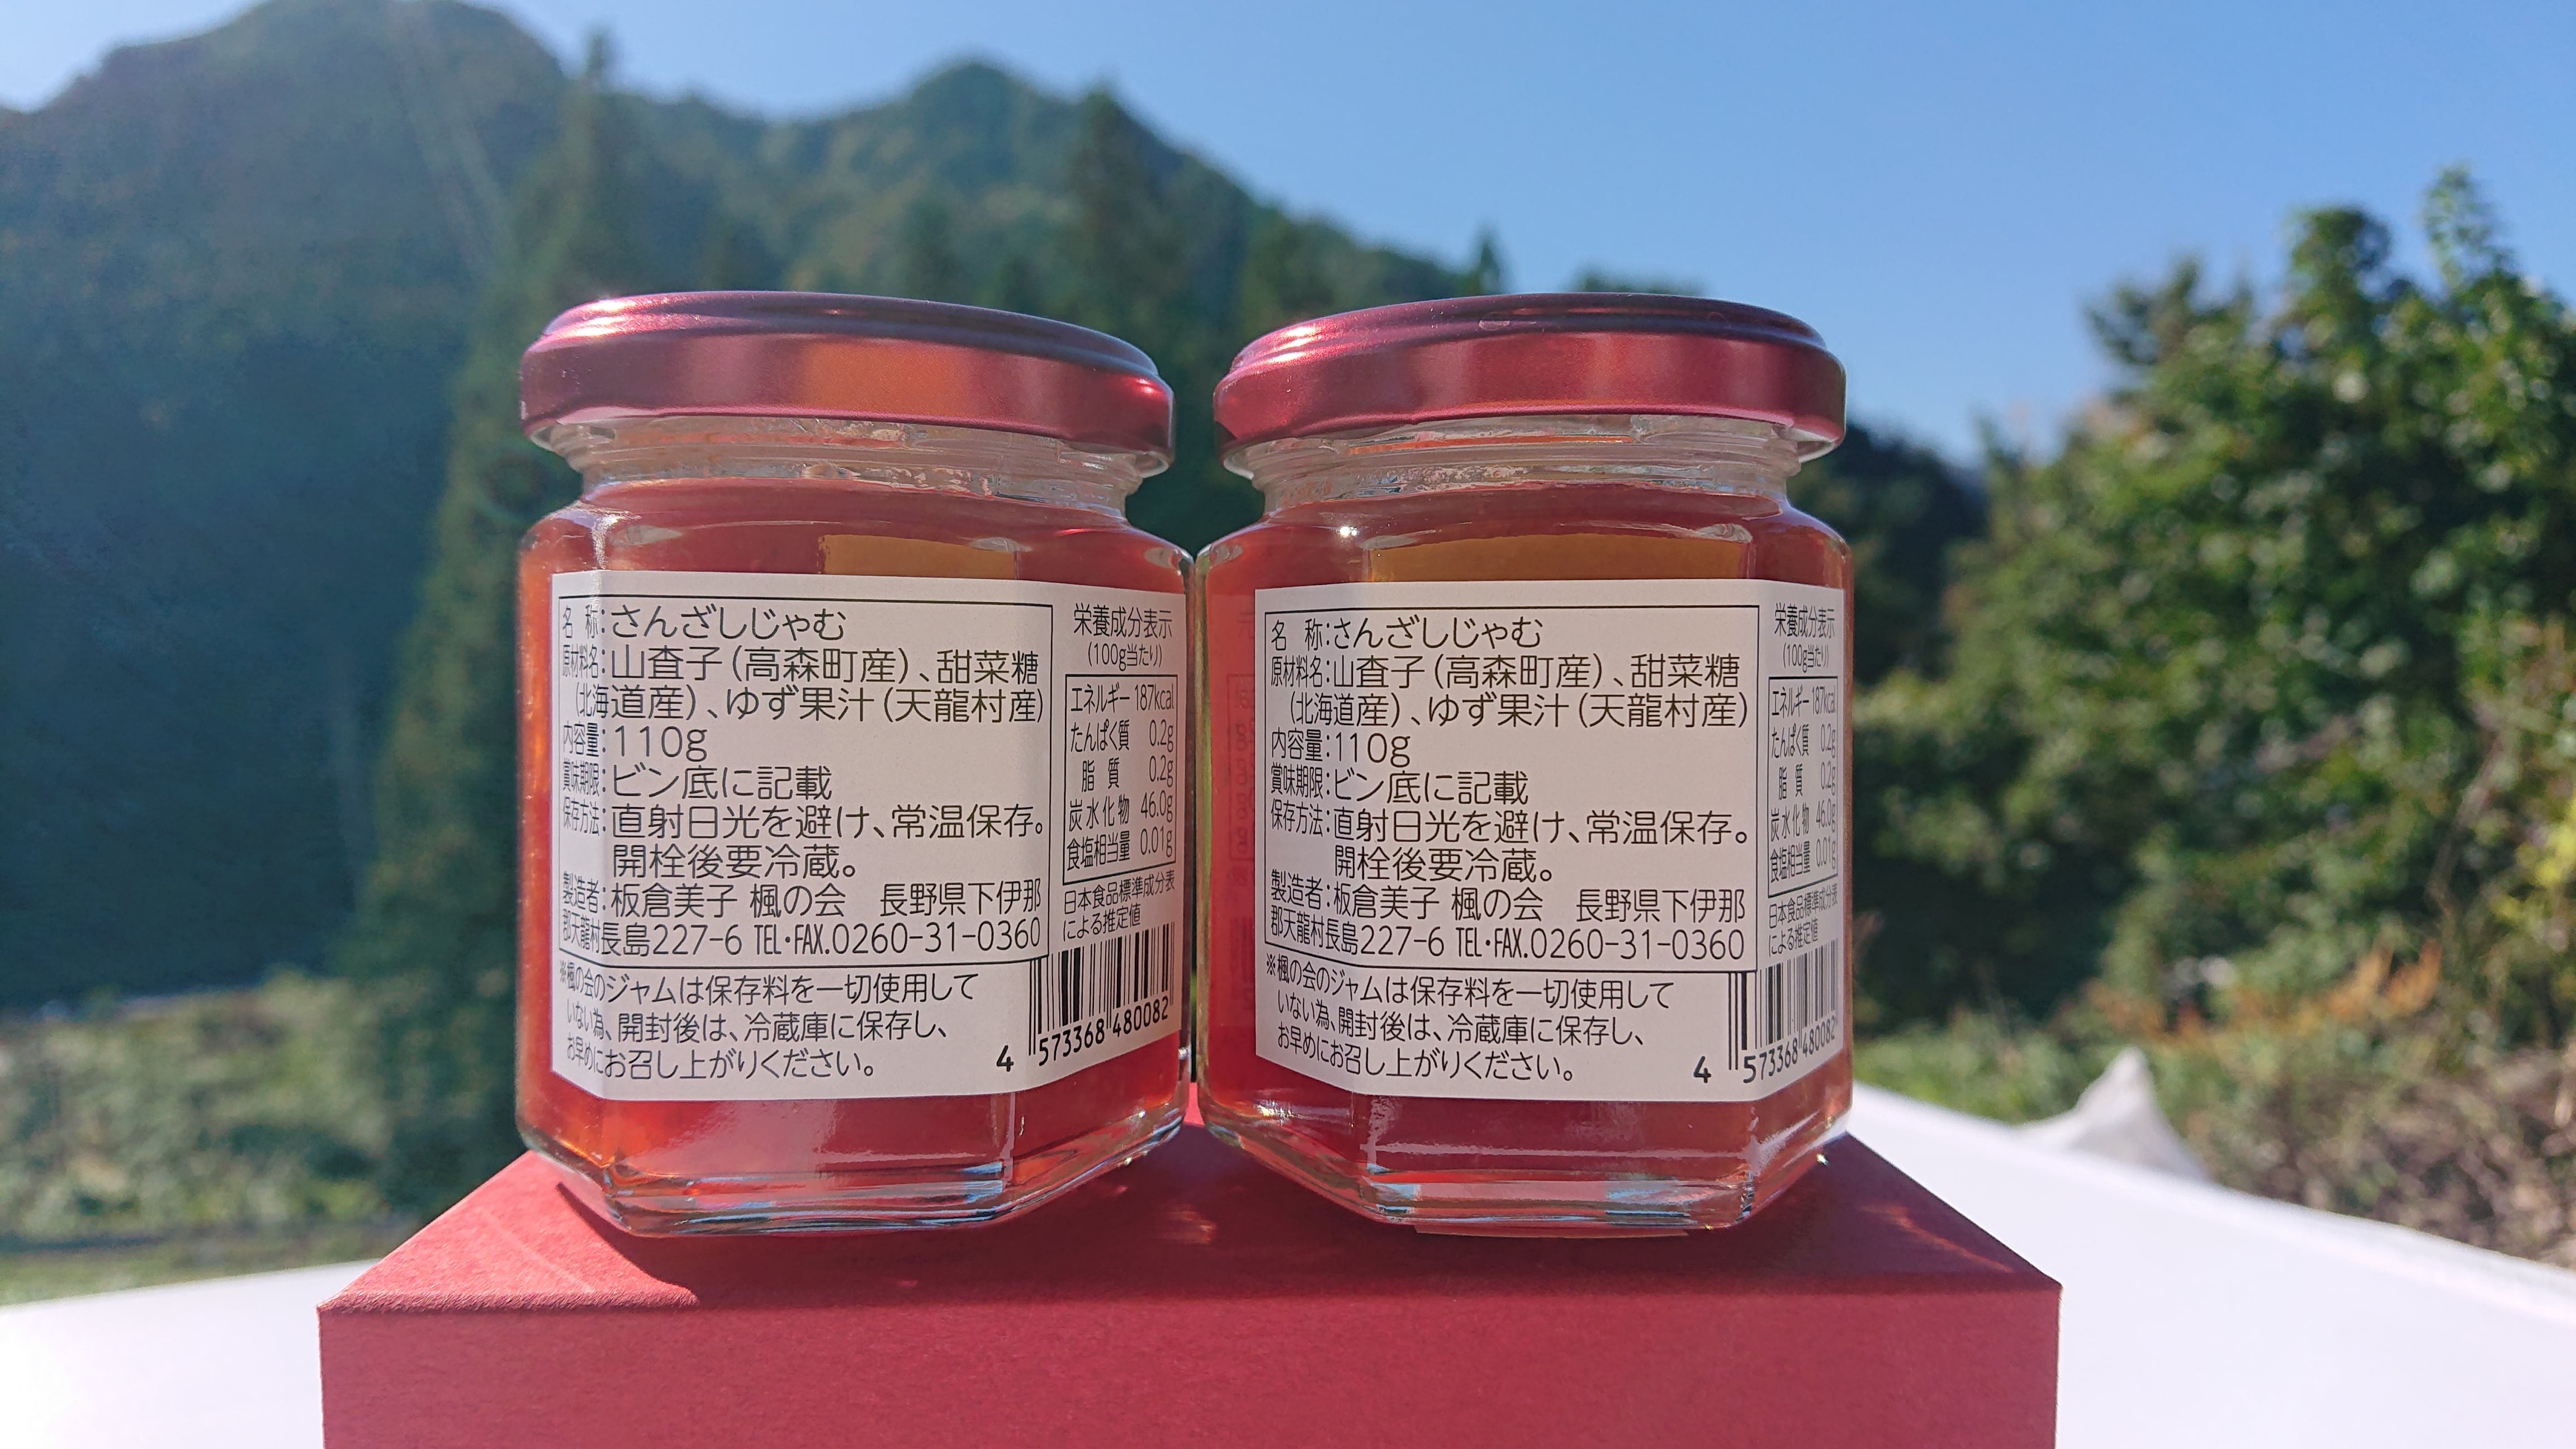 名 称:さんざしじゃむ
原材料名:山査子(高森町産)、甜菜糖
(北海道産)、ゆず果汁(天龍村産)
内容量:110g
賞味期限:ビン底に記載
保存方法:直射日光を避け、常温保存。
開栓後要冷蔵。
製造者:板倉美子 楓の会 長野県下伊那
郡天龍村長島227-6 TEL・FAX.0260-31-0360
※楓の会のジャムは保存料を一切使用して
いない為、開封後は、冷蔵庫に保存し、
お早めにお召し上がりください。
栄養成分表示
(100g当たり)
エネルギー 187kcal
たんぱく質 0.2g
脂 質 0.2g
炭水化物 46.0g
食塩相当量 0.01g
日本食品標準成分表
による推定値
4 573368 480082
名 称:さんざしじゃむ
原材料名:山査子(高森町産)、甜菜糖
(北海道産)、ゆず果汁(天龍村産)
内容量:110g
賞味期限:ビン底に記載
保存方法:直射日光を避け、常温保存。
開栓後要冷蔵。
製造者:板倉美子 楓の会 長野県下伊那
郡天龍村長島227-6 TEL・FAX.0260-31-0360
※楓の会のジャムは保存料を一切使用して
いない為、開封後は、冷蔵庫に保存し、
お早めにお召し上がりください。
栄養成分表示
(100g当たり)
エネルギー 187kcal
たんぱく質 0.2g
脂 質 0.2g
炭水化物 46.0g
食塩相当量 0.01g
日本食品標準成分表
による推定値
4 573368 480082